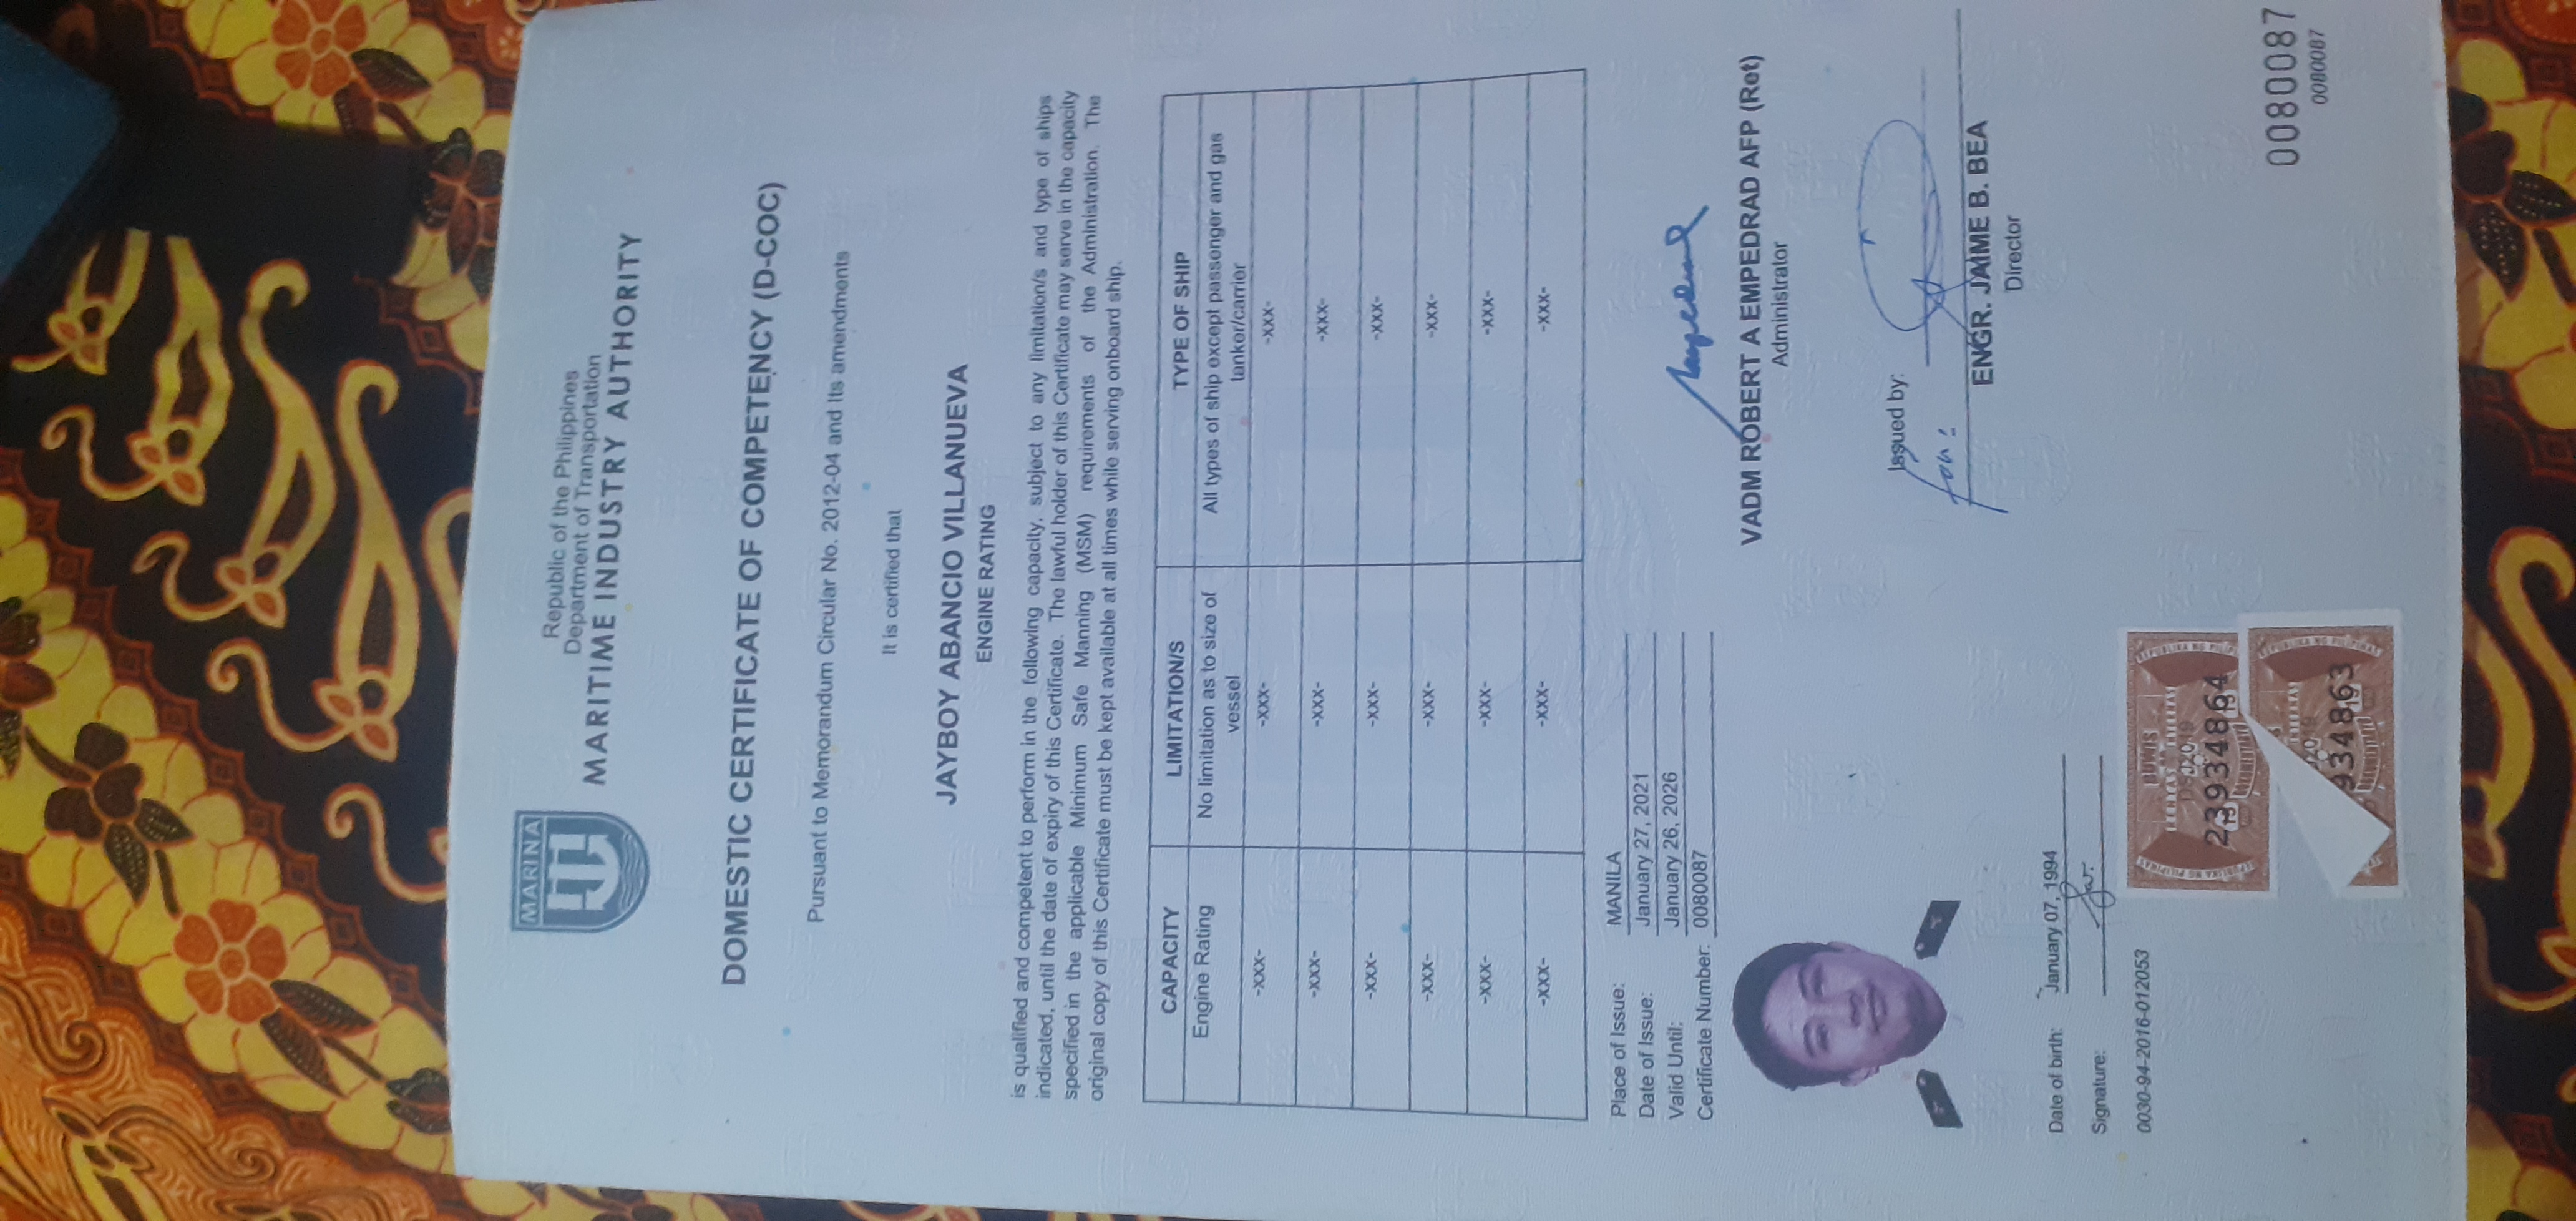 MARINA
Republic of the Philippines
Department of Transportation
MARITIME INDUSTRY AUTHORITY
DOMESTIC CERTIFICATE OF COMPETENCY (D-COC)
Pursuant to Memorandum Circular No. 2012-04 and Its amendments
It is certified that
JAYBOY ABANCIO VILLANUEVA
ENGINE RATING
is qualified and competent to perform in the following capacity, subject to any limitation/s and type of ships
indicated, until the date of expiry of this Certificate. The lawful holder of this Certificate may serve in the capacity
specified in the applicable Minimum Safe Manning (MSM) requirements of the Administration. The
original copy of this Certificate must be kept available at all times while serving onboard ship.
CAPACITY LIMITATION/S TYPE OF SHIP
Engine Rating No limitation as to size of All types of ship except passenger and gas
vessel tanker/carrier
-XXX- -XXX- -XXX-
-XXX- -XXX- -XXX-
-XXX- -XXX- -XXX-
-XXX- -XXX- -XXX-
-XXX- -XXX- -XXX-
-XXX- -XXX- -XXX-
Place of Issue: MANILA
Date of Issue: January 27, 2021
Valid Until: January 26, 2026
Certificate Number: 0080087
VADM ROBERT A EMPEDRAD AFP (Ret)
Administrator
Issued by:
for:
ENGR. JAIME B. BEA
Director
Date of birth: January 07, 1994
Signature:
0030-94-2016-012053
BUWIS
RENTAS INTERNAS
23934864
DOKUMENTARYO
INTERNAS
934863
DOKUMENTARYO
0080087
0080087